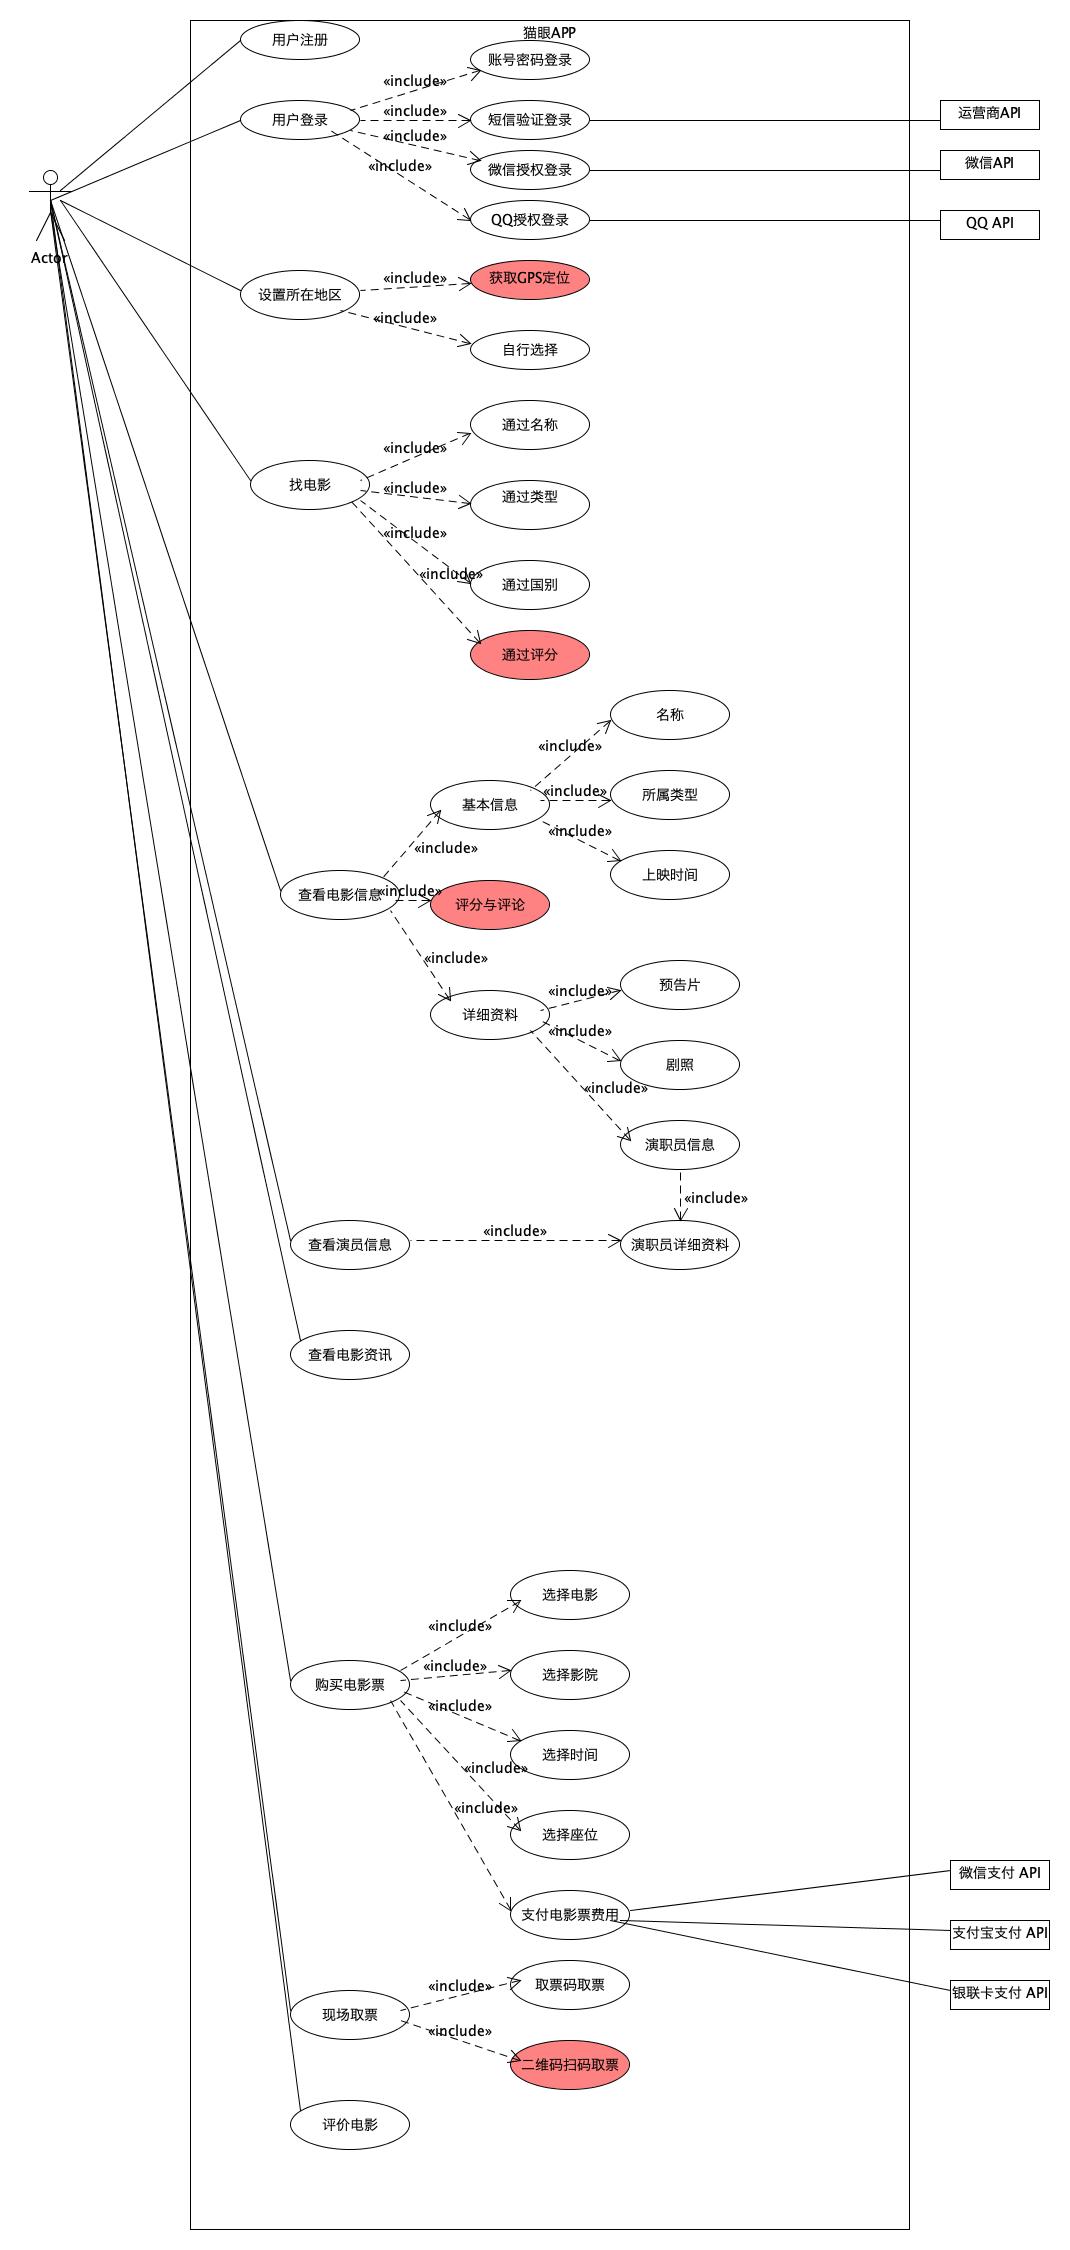 猫眼APP
用户注册
账号密码登录
«include»
用户登录
«include»
短信验证登录
运营商API
«include»
微信授权登录
微信API
«include»
QQ授权登录
QQ API
Actor
设置所在地区
«include»
获取GPS定位
«include»
自行选择
通过名称
«include»
找电影
«include»
通过类型
«include»
«include»
通过国别
通过评分
名称
«include»
基本信息
«include»
所属类型
«include»
上映时间
«include»
查看电影信息
«include»
评分与评论
«include»
详细资料
«include»
预告片
«include»
剧照
«include»
演职员信息
«include»
查看演员信息
«include»
演职员详细资料
查看电影资讯
选择电影
«include»
购买电影票
«include»
选择影院
«include»
选择时间
«include»
«include»
选择座位
支付电影票费用
微信支付 API
支付宝支付 API
银联卡支付 API
现场取票
«include»
取票码取票
«include»
二维码扫码取票
评价电影